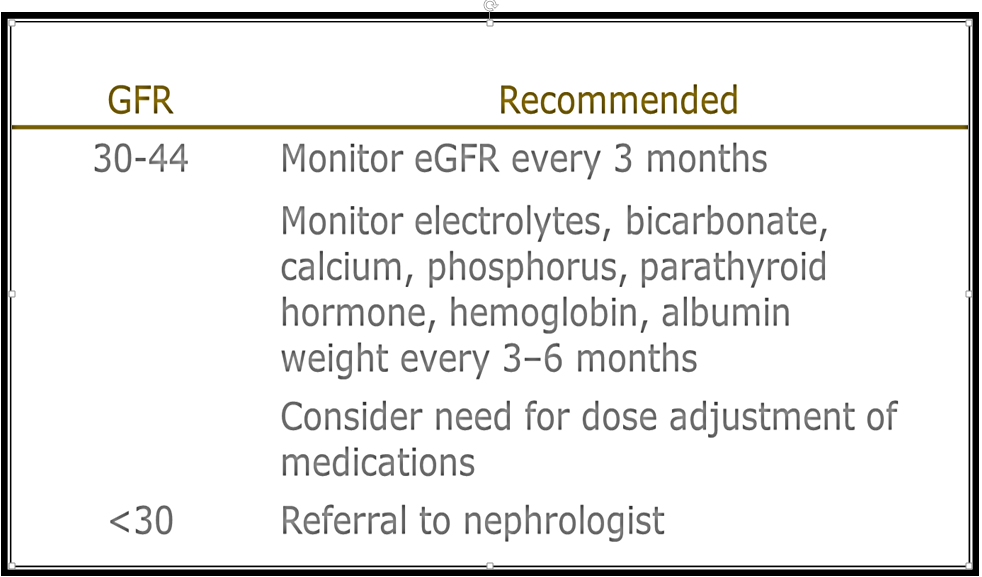 GFR Recommended
30-44 Monitor eGFR every 3 months
Monitor electrolytes, bicarbonate,
calcium, phosphorus, parathyroid
hormone, hemoglobin, albumin
weight every 3–6 months
Consider need for dose adjustment of
medications
<30 Referral to nephrologist